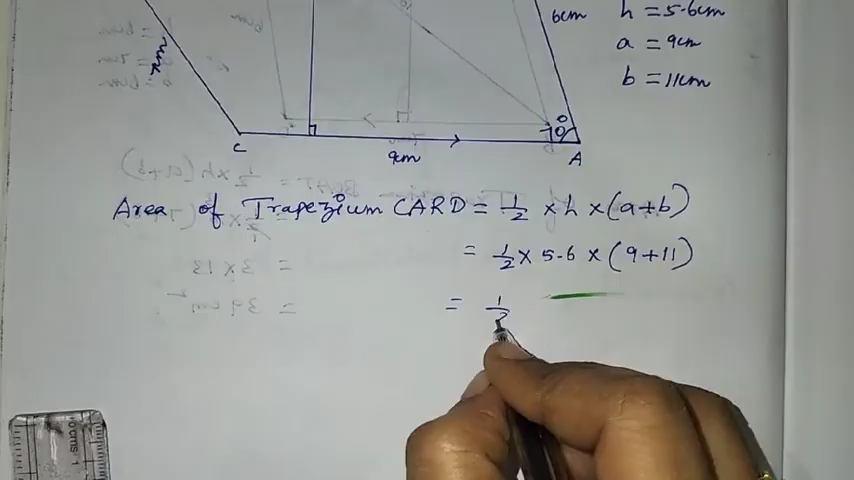 6cm
h = 5.6cm
a = 9cm
b = 11cm
C
9cm
A
Area of Trapezium CARD = 1/2 × h × (a+b)
= 1/2 × 5.6 × (9+11)
= 1/2